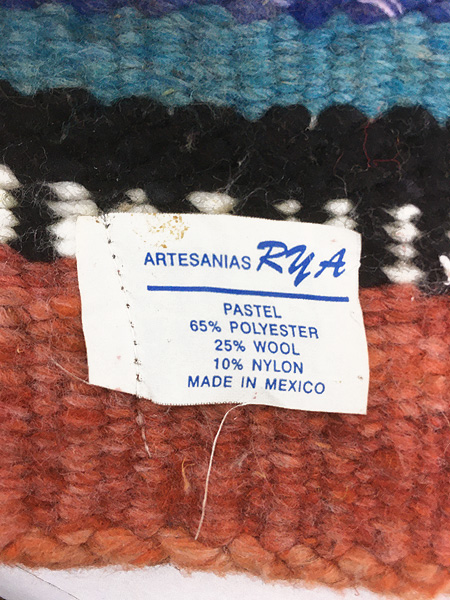 ARTESANIAS RYA
PASTEL
65% POLYESTER
25% WOOL
10% NYLON
MADE IN MEXICO